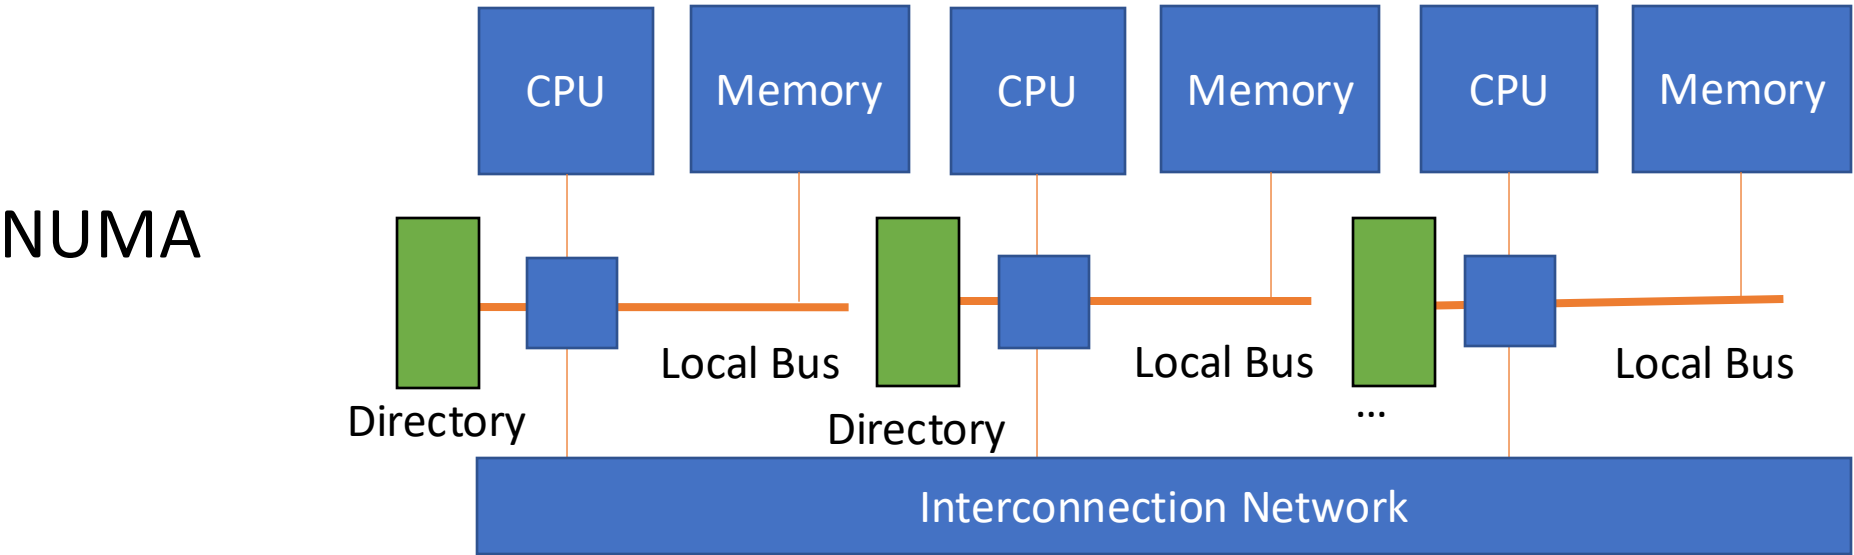 CPU
Memory
CPU
Memory
CPU
Memory
NUMA
Local Bus
Local Bus
Local Bus
Directory
Directory
...
Interconnection Network